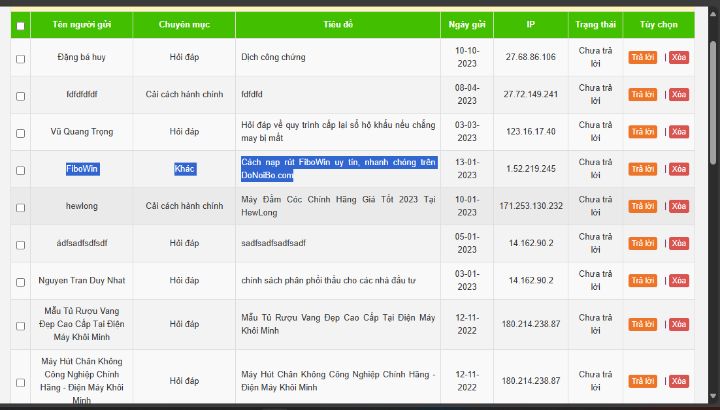 Tên người gửi Chuyên mục Tiêu đề Ngày gửi IP Trạng thái Tùy chọn
Đặng bá huy Hỏi đáp Dịch công chứng 10-10-2023 27.68.86.106 Chưa trả lời Trả lời | Xóa
fdfdfdfdf Cải cách hành chính fdfdfd 08-04-2023 27.72.149.241 Chưa trả lời Trả lời | Xóa
Vũ Quang Trọng Hỏi đáp Hỏi đáp về quy trình cấp lại sổ hộ khẩu nếu chẳng
may bị mất 03-03-2023 123.16.17.40 Chưa trả lời Trả lời | Xóa
FiboWin Khác Cách nạp rút FiboWin uy tín, nhanh chóng trên
DoNoiBo.com 13-01-2023 1.52.219.245 Chưa trả lời Trả lời | Xóa
hewlong Cải cách hành chính Máy Đầm Cóc Chính Hãng Giá Tốt 2023 Tại
HewLong 10-01-2023 171.253.130.232 Chưa trả lời Trả lời | Xóa
ádfsadfsdfsdf Hỏi đáp sadfsadfsadfsadf 05-01-2023 14.162.90.2 Chưa trả lời Trả lời | Xóa
Nguyen Tran Duy Nhat Hỏi đáp chính sách phân phối thầu cho các nhà đầu tư 03-01-2023 14.162.90.2 Chưa trả lời Trả lời | Xóa
Mẫu Tủ Rượu Vang
Đẹp Cao Cấp Tại Điện
Máy Khôi Minh Hỏi đáp Mẫu Tủ Rượu Vang Đẹp Cao Cấp Tại Điện Máy
Khôi Minh 12-11-2022 180.214.238.87 Chưa trả lời Trả lời | Xóa
Máy Hút Chân Không
Công Nghiệp Chính
Hãng - Điện Máy Khôi
Minh Hỏi đáp Máy Hút Chân Không Công Nghiệp Chính Hãng -
Điện Máy Khôi Minh 12-11-2022 180.214.238.87 Chưa trả lời Trả lời | Xóa